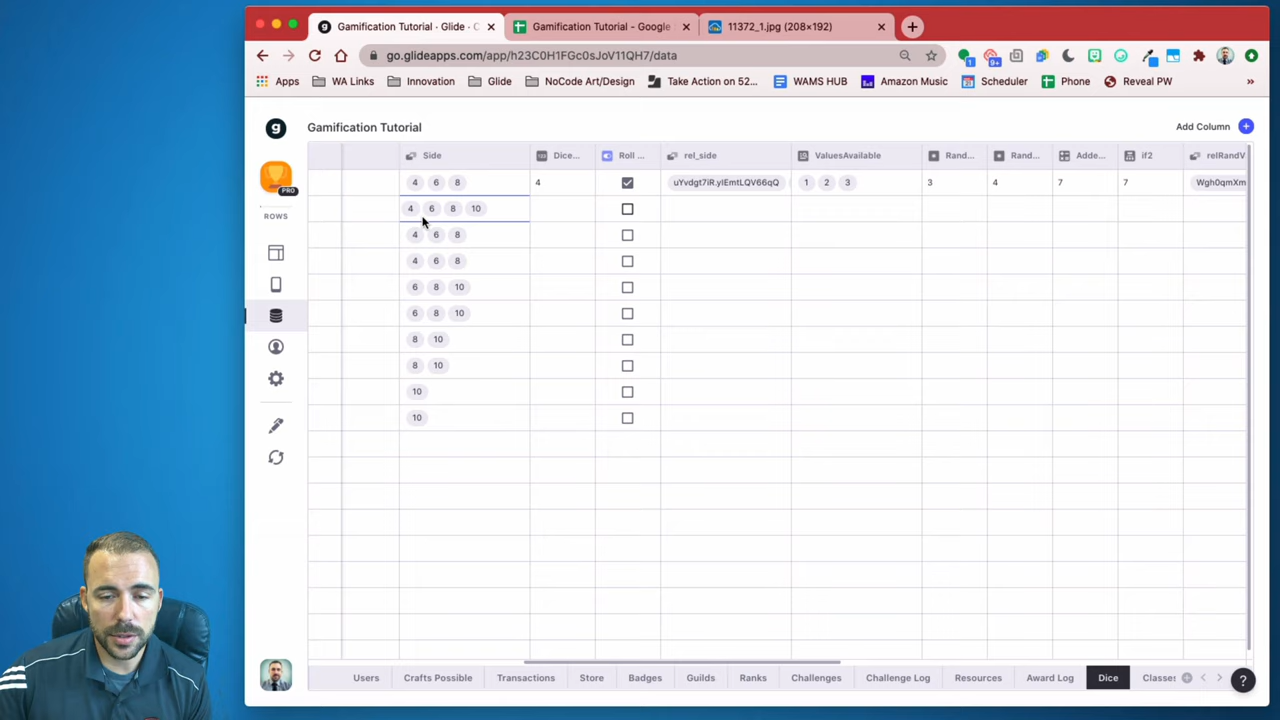 Gamification Tutorial - Glide - C
Gamification Tutorial - Google
11372_1.jpg (208×192)
go.glideapps.com/app/h23C0H1FGc0sJoV11QH7/data
Apps WA Links Innovation Glide NoCode Art/Design Take Action on 52... WAMS HUB Amazon Music Scheduler Phone Reveal PW »
Gamification Tutorial
Add Column
Side Dice... Roll ... rel_side ValuesAvailable Rand... Rand... Adde... if2 relRandV
4 6 8 4 uYvdgt7iR.yIEmtLQV66qQ 1 2 3 3 4 7 7 Wgh0qmXm
4 6 8 10
4 6 8
4 6 8
6 8 10
6 8 10
8 10
8 10
10
10
PRO
ROWS
Users Crafts Possible Transactions Store Badges Guilds Ranks Challenges Challenge Log Resources Award Log Dice Classes
?